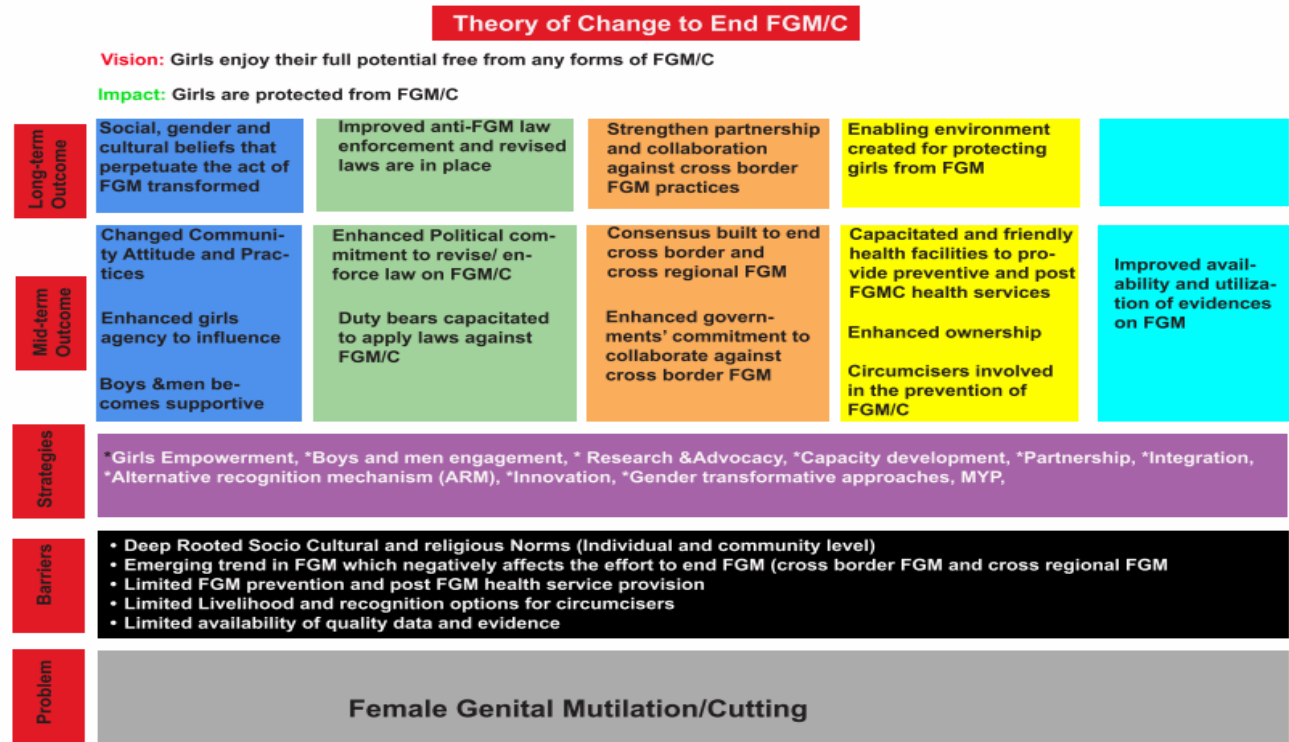 Theory of Change to End FGM/C
Vision: Girls enjoy their full potential free from any forms of FGM/C
Impact: Girls are protected from FGM/C
Long-term
Outcome
Social, gender and
cultural beliefs that
perpetuate the act of
FGM transformed
Improved anti-FGM law
enforcement and revised
laws are in place
Strengthen partnership
and collaboration
against cross border
FGM practices
Enabling environment
created for protecting
girls from FGM
Mid-term
Outcome
Changed Communi-
ty Attitude and Prac-
tices
Enhanced girls
agency to influence
Boys &men be-
comes supportive
Enhanced Political com-
mitment to revise/ en-
force law on FGM/C
Duty bears capacitated
to apply laws against
FGM/C
Consensus built to end
cross border and
cross regional FGM
Enhanced govern-
ments' commitment to
collaborate against
cross border FGM
Capacitated and friendly
health facilities to pro-
vide preventive and post
FGMC health services
Enhanced ownership
Circumcisers involved
in the prevention of
FGM/C
Improved avail-
ability and utiliza-
tion of evidences
on FGM
Strategies
*Girls Empowerment, *Boys and men engagement, * Research &Advocacy, *Capacity development, *Partnership, *Integration,
*Alternative recognition mechanism (ARM), *Innovation, *Gender transformative approaches, MYP,
Barriers
• Deep Rooted Socio Cultural and religious Norms (Individual and community level)
• Emerging trend in FGM which negatively affects the effort to end FGM (cross border FGM and cross regional FGM
• Limited FGM prevention and post FGM health service provision
• Limited Livelihood and recognition options for circumcisers
• Limited availability of quality data and evidence
Problem
Female Genital Mutilation/Cutting